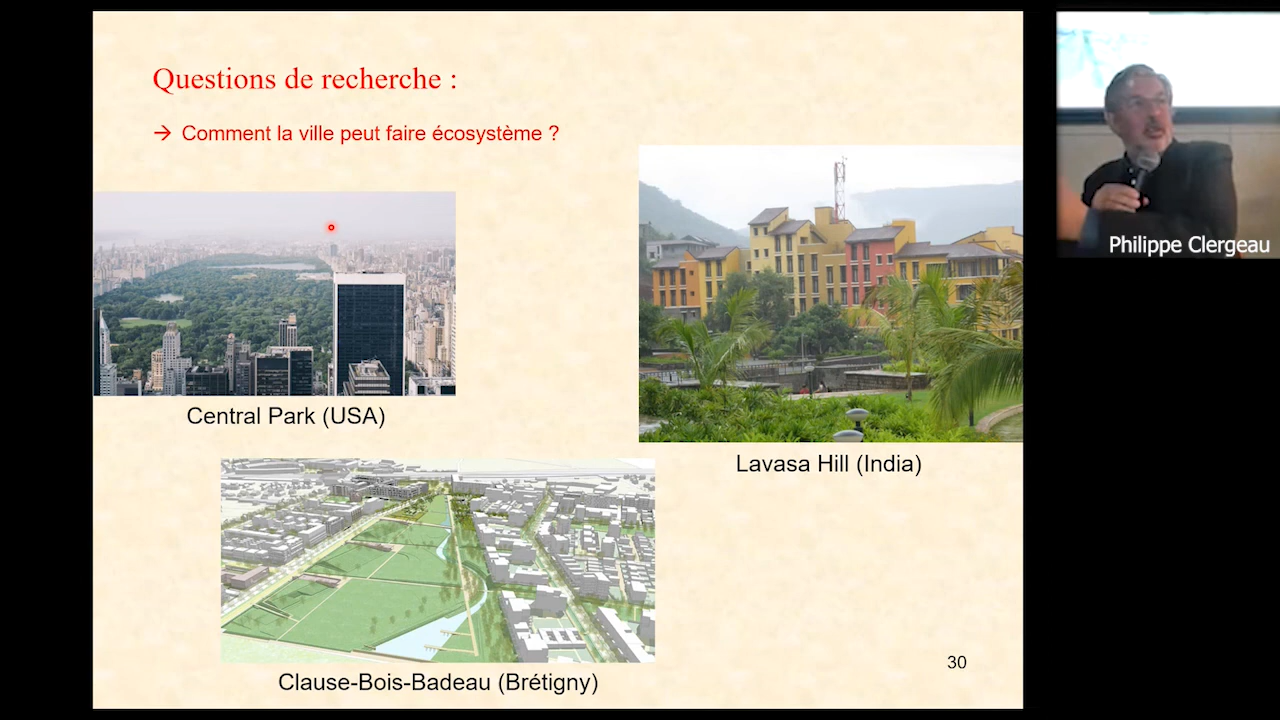 Questions de recherche :
→ Comment la ville peut faire écosystème ?
Philippe Clergeau
Central Park (USA)
Lavasa Hill (India)
Clause-Bois-Badeau (Brétigny)
30